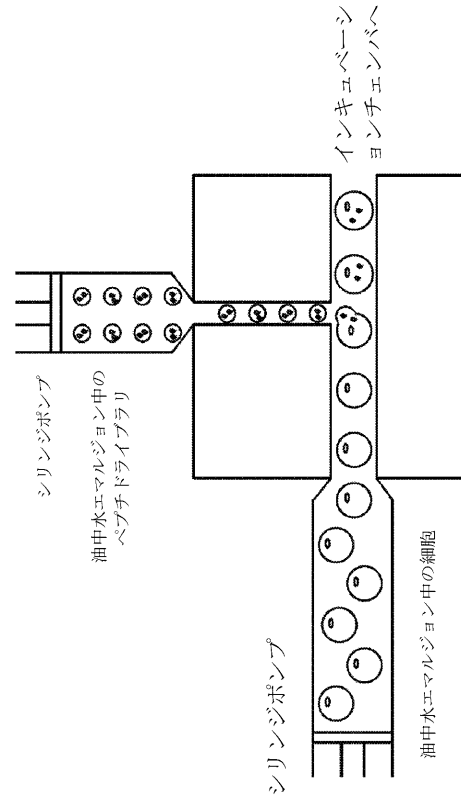 シリンジポンプ
油中水エマルジョン中の
ペプチドライブラリ
インキュベーシ
ョンチェンバへ
シリンジポンプ
油中水エマルジョン中の細胞